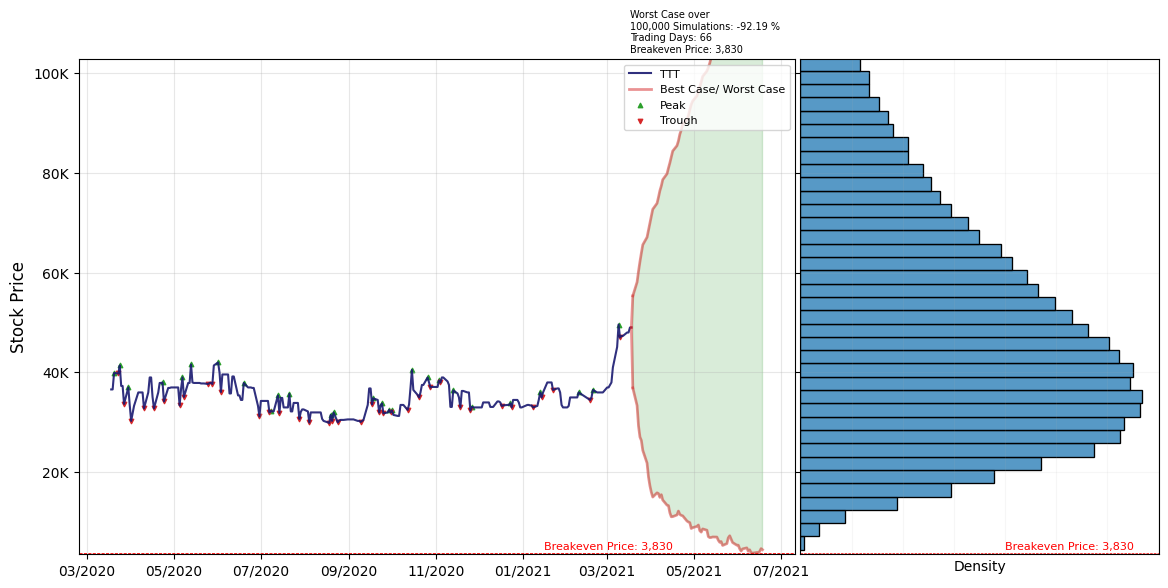 Worst Case over
100,000 Simulations: -92.19 %
Trading Days: 66
Breakeven Price: 3,830
100K
80K
60K
40K
20K
Stock Price
TTT
Best Case/ Worst Case
Peak
Trough
Breakeven Price: 3,830
Breakeven Price: 3,830
03/2020 05/2020 07/2020 09/2020 11/2020 01/2021 03/2021 05/2021 07/2021
Density